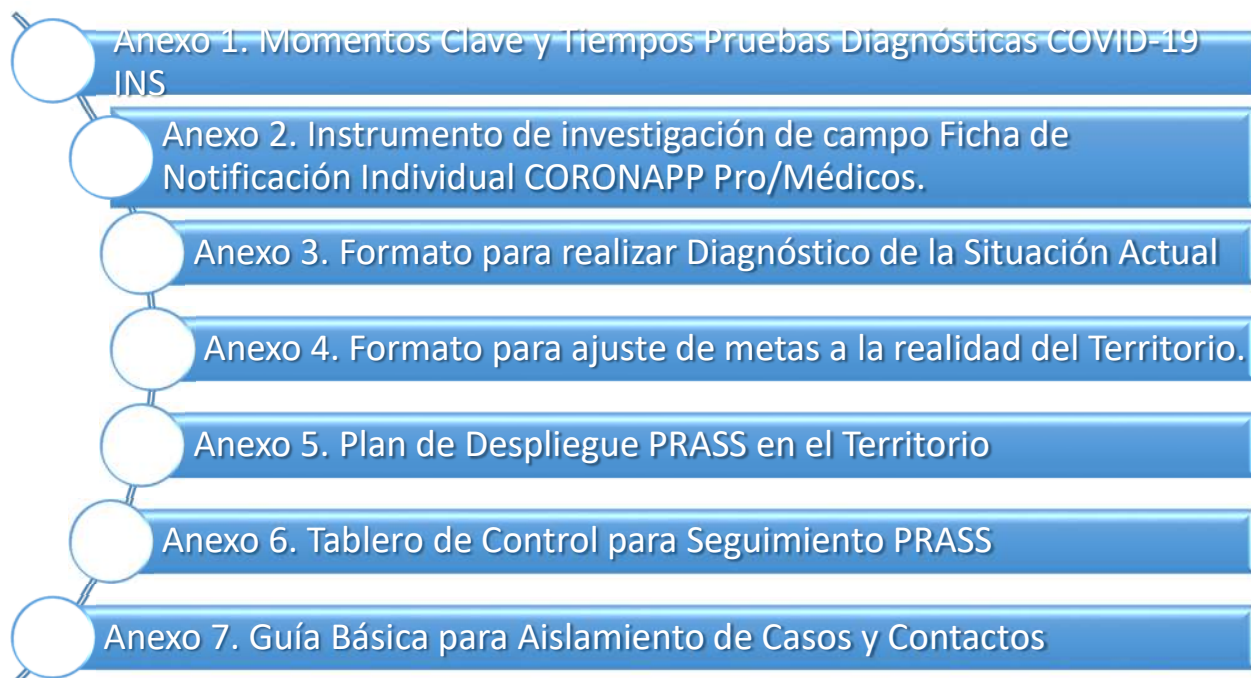 Anexo 1. Momentos Clave y Tiempos Pruebas Diagnósticas COVID-19
INS
Anexo 2. Instrumento de investigación de campo Ficha de
Notificación Individual CORONAPP Pro/Médicos.
Anexo 3. Formato para realizar Diagnóstico de la Situación Actual
Anexo 4. Formato para ajuste de metas a la realidad del Territorio.
Anexo 5. Plan de Despliegue PRASS en el Territorio
Anexo 6. Tablero de Control para Seguimiento PRASS
Anexo 7. Guía Básica para Aislamiento de Casos y Contactos